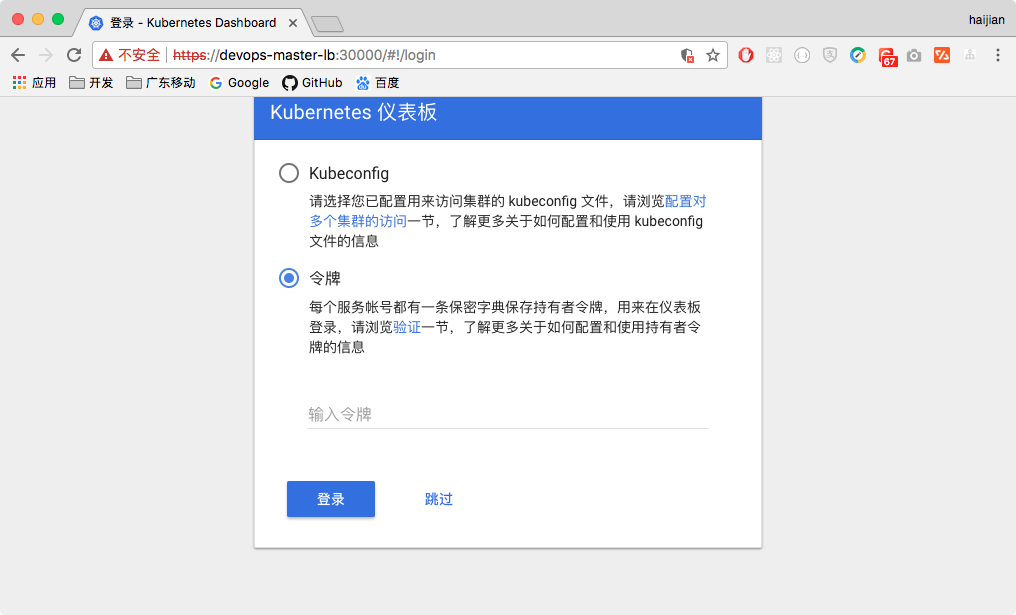 登录 - Kubernetes Dashboard
haijian
不安全 https://devops-master-lb:30000/#!/login
67
应用 开发 广东移动 Google GitHub 百度
Kubernetes 仪表板
Kubeconfig
请选择您已配置用来访问集群的 kubeconfig 文件，请浏览配置对
多个集群的访问一节，了解更多关于如何配置和使用 kubeconfig
文件的信息
令牌
每个服务帐号都有一条保密字典保存持有者令牌，用来在仪表板
登录，请浏览验证一节，了解更多关于如何配置和使用持有者令
牌的信息
输入令牌
登录 跳过